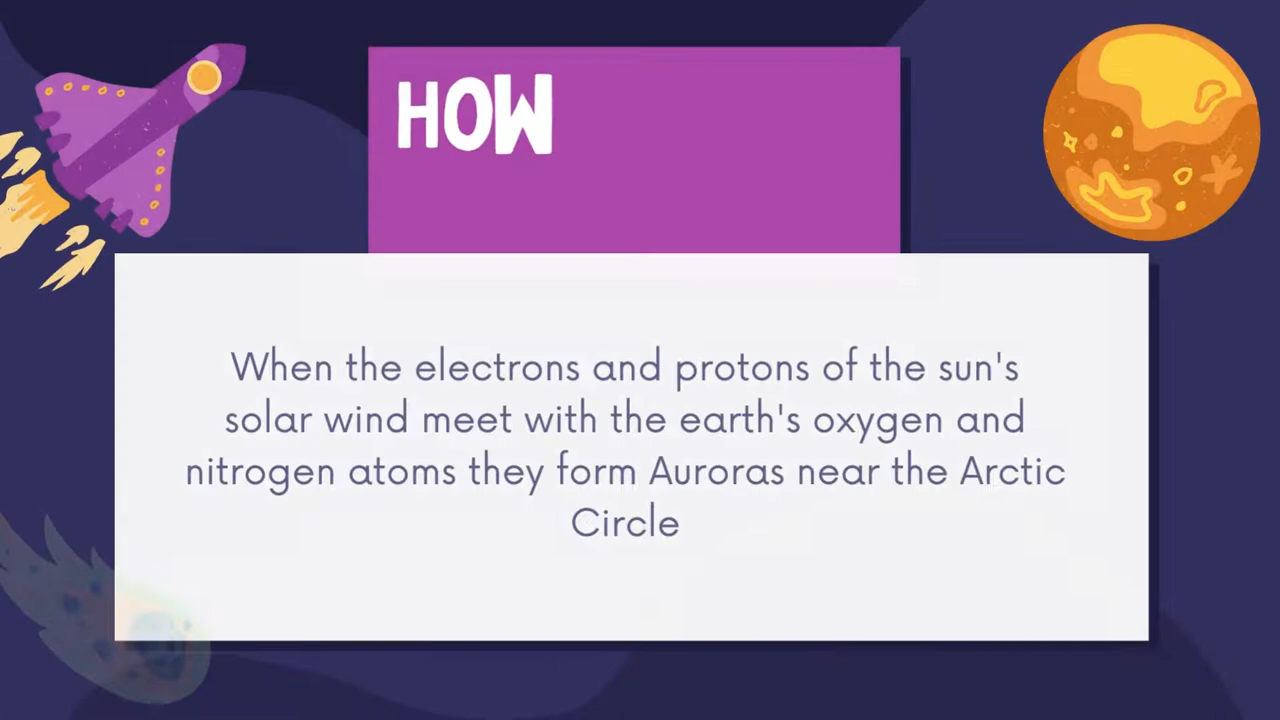 HOW
When the electrons and protons of the sun's
solar wind meet with the earth's oxygen and
nitrogen atoms they form Auroras near the Arctic
Circle